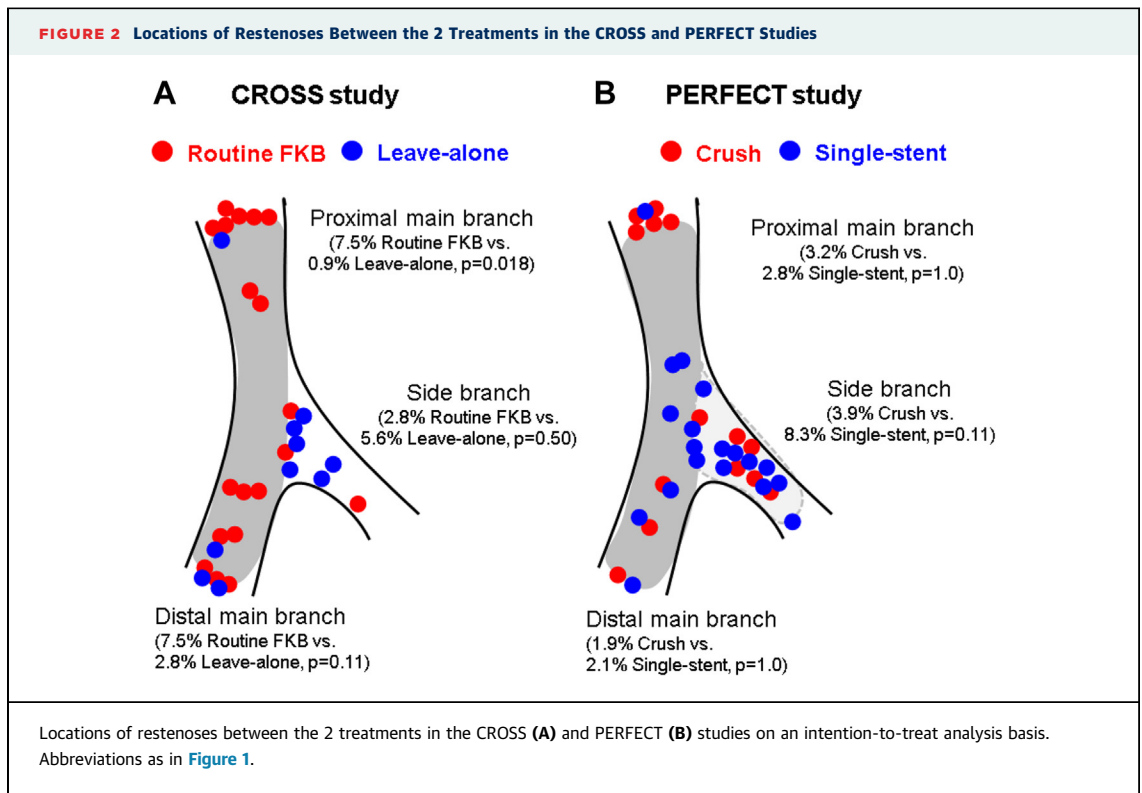 FIGURE 2 Locations of Restenoses Between the 2 Treatments in the CROSS and PERFECT Studies
A CROSS study
Routine FKB Leave-alone
Proximal main branch
(7.5% Routine FKB vs.
0.9% Leave-alone, p=0.018)
Side branch
(2.8% Routine FKB vs.
5.6% Leave-alone, p=0.50)
Distal main branch
(7.5% Routine FKB vs.
2.8% Leave-alone, p=0.11)
B PERFECT study
Crush Single-stent
Proximal main branch
(3.2% Crush vs.
2.8% Single-stent, p=1.0)
Side branch
(3.9% Crush vs.
8.3% Single-stent, p=0.11)
Distal main branch
(1.9% Crush vs.
2.1% Single-stent, p=1.0)
Locations of restenoses between the 2 treatments in the CROSS (A) and PERFECT (B) studies on an intention-to-treat analysis basis.
Abbreviations as in Figure 1.